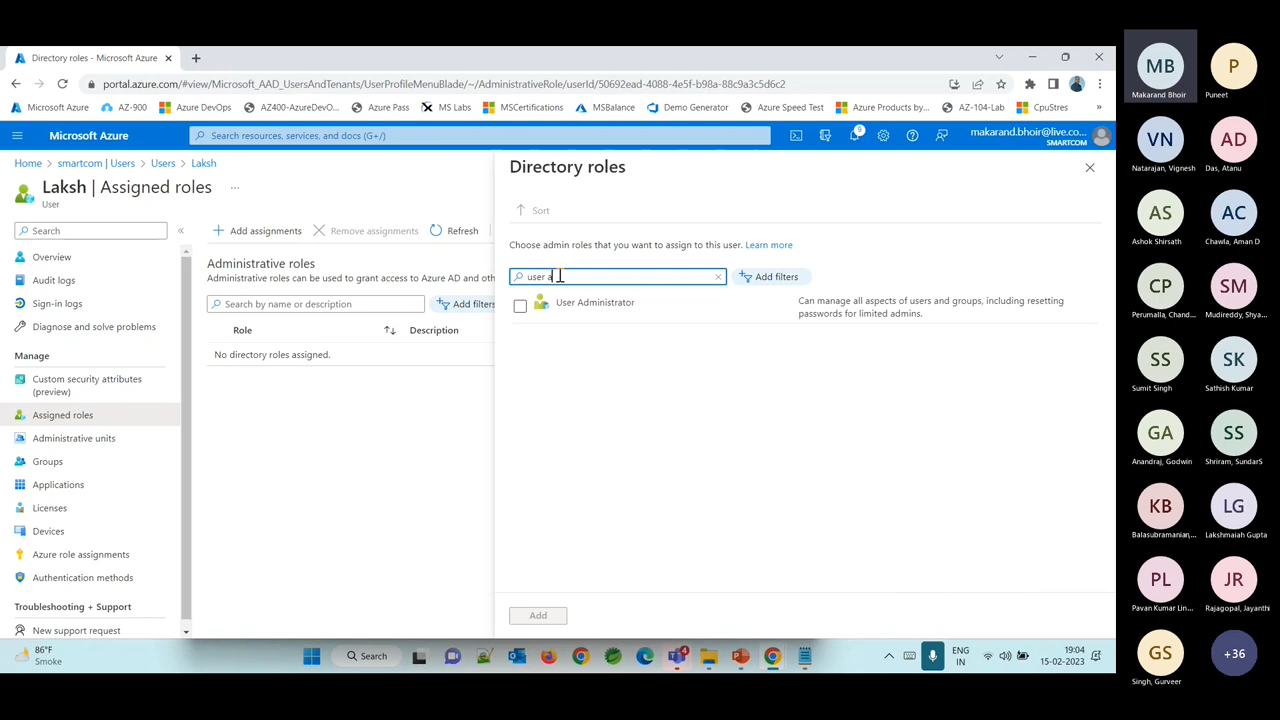 Directory roles - Microsoft Azure
portal.azure.com/#view/Microsoft_AAD_UsersAndTenants/UserProfileMenuBlade/~/AdministrativeRole/userId/50692ead-4088-4e5f-b98a-88c9a3c5d6c2
Microsoft Azure
AZ-900
Azure DevOps
AZ400-AzureDevO...
Azure Pass
MS Labs
MSCertifications
MSBalance
Demo Generator
Azure Speed Test
Azure Products by...
AZ-104-Lab
CpuStres
»
Microsoft Azure
Search resources, services, and docs (G+/)
9
makarand.bhoir@live.co...
SMARTCOM
Home > smartcom | Users > Users > Laksh
Laksh | Assigned roles ...
User
Search
«
Overview
Audit logs
Sign-in logs
Diagnose and solve problems
Manage
Custom security attributes
(preview)
Assigned roles
Administrative units
Groups
Applications
Licenses
Devices
Azure role assignments
Authentication methods
Troubleshooting + Support
New support request
Add assignments
Remove assignments
Refresh
Administrative roles
Administrative roles can be used to grant access to Azure AD and oth
Search by name or description
Add filters
Role
Description
No directory roles assigned.
Directory roles
Sort
Choose admin roles that you want to assign to this user. Learn more
user a
Add filters
User Administrator
Can manage all aspects of users and groups, including resetting
passwords for limited admins.
Add
86°F
Smoke
Search
4
ENG
IN
19:04
15-02-2023
MB
Makarand Bhoir
P
Puneet
VN
Natarajan, Vignesh
AD
Das, Atanu
AS
Ashok Shirsath
AC
Chawla, Aman D
CP
Perumalla, Chand...
SM
Mudireddy, Shya...
SS
Sumit Singh
SK
Sathish Kumar
GA
Anandraj, Godwin
SS
Shriram, SundarS
KB
Balasubramanian,...
LG
Lakshmaiah Gupta
PL
Pavan Kumar Lin...
JR
Rajagopal, Jayanthi
GS
Singh, Gurveer
+36